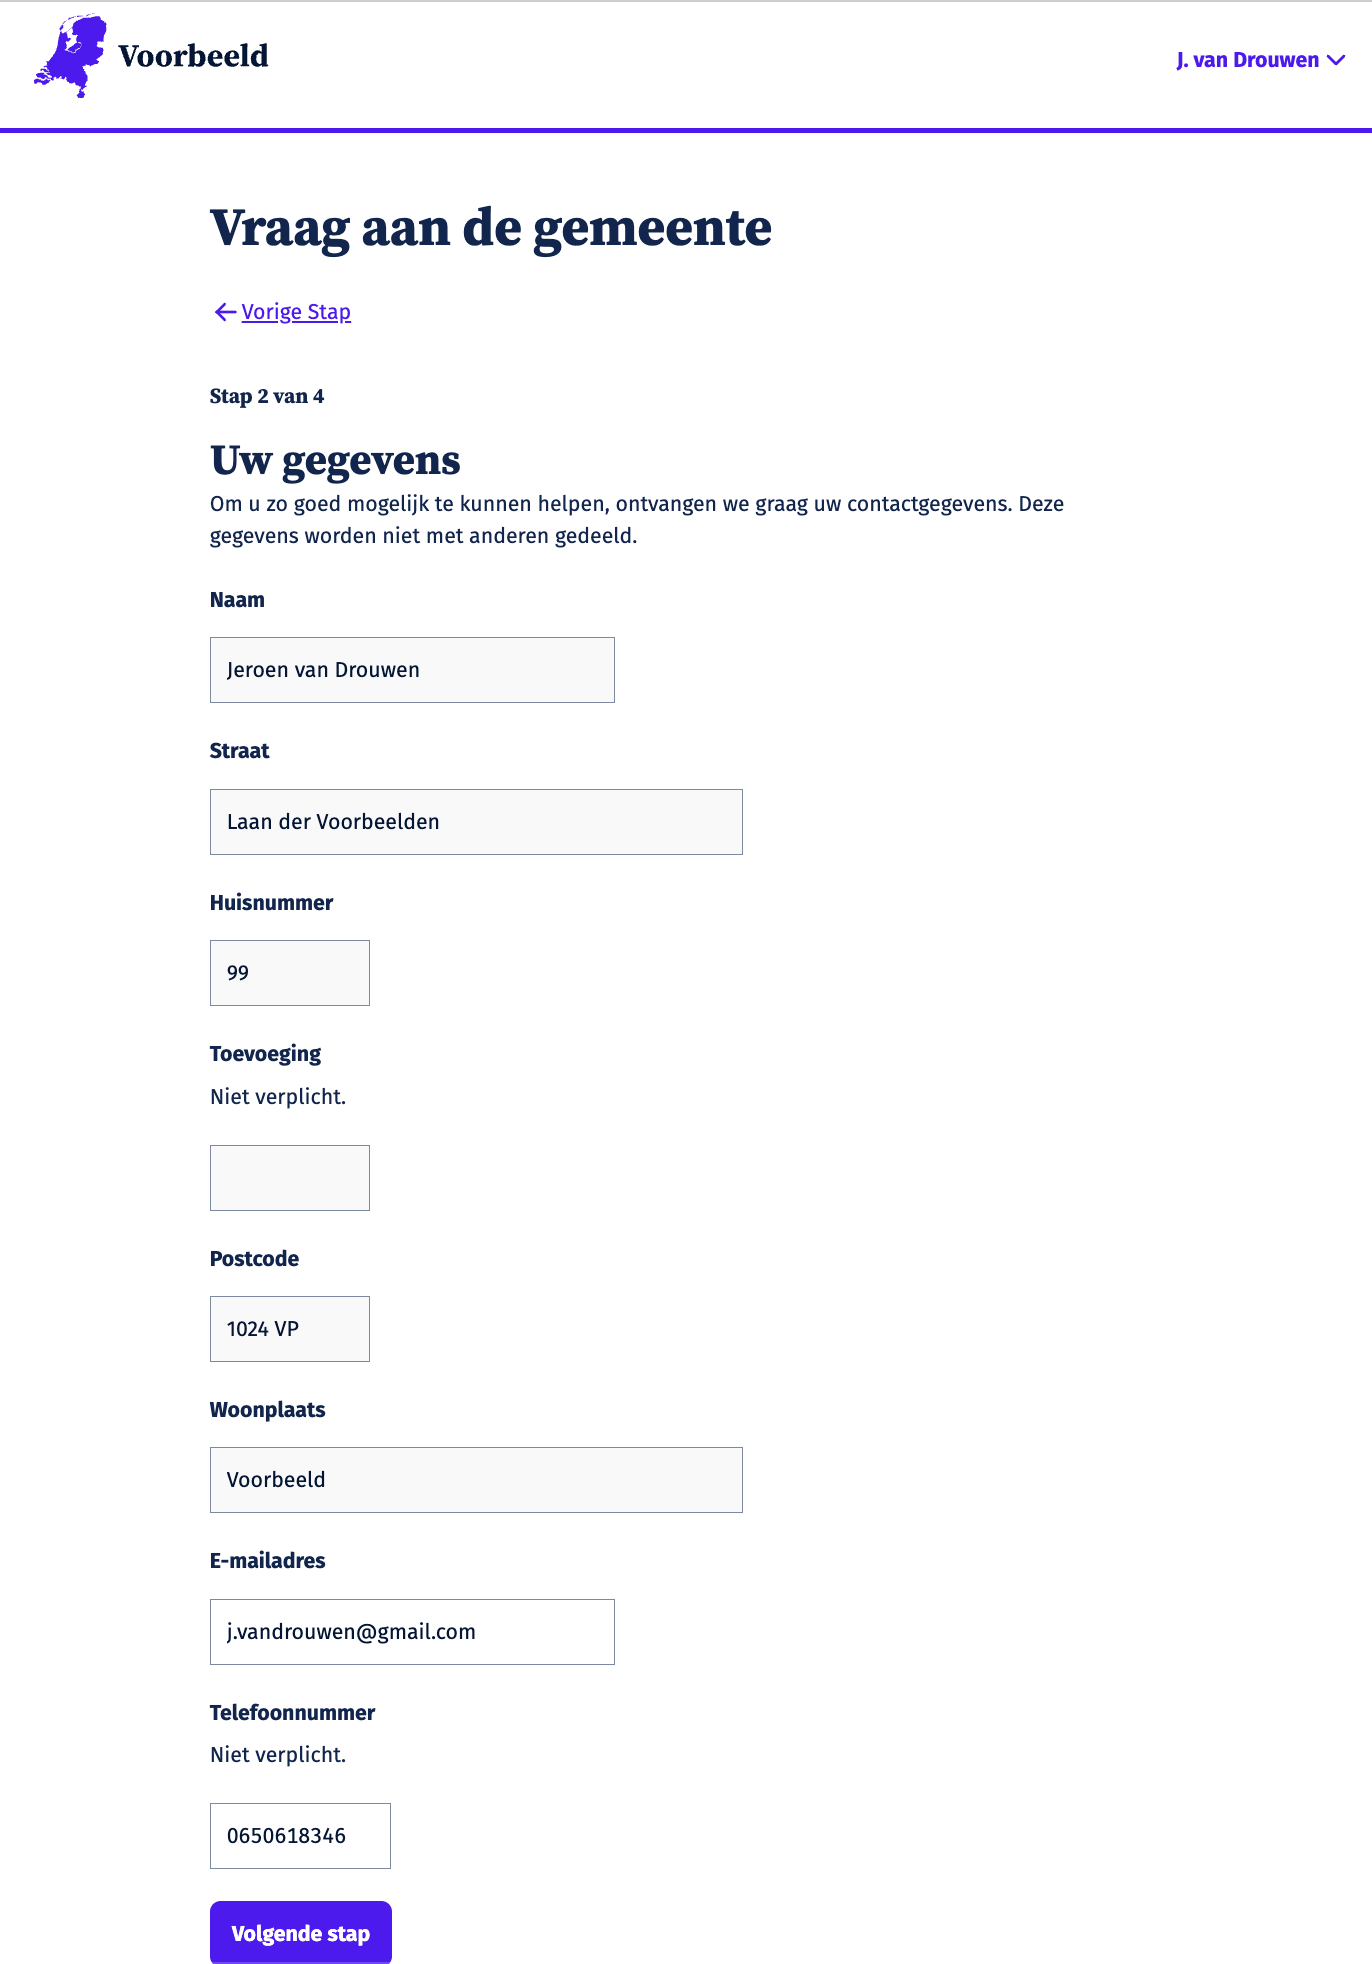 Voorbeeld
J. van Drouwen
Vraag aan de gemeente
Vorige Stap
Stap 2 van 4
Uw gegevens
Om u zo goed mogelijk te kunnen helpen, ontvangen we graag uw contactgegevens. Deze
gegevens worden niet met anderen gedeeld.
Naam
Jeroen van Drouwen
Straat
Laan der Voorbeelden
Huisnummer
99
Toevoeging
Niet verplicht.
Postcode
1024 VP
Woonplaats
Voorbeeld
E-mailadres
j.vandrouwen@gmail.com
Telefoonnummer
Niet verplicht.
0650618346
Volgende stap